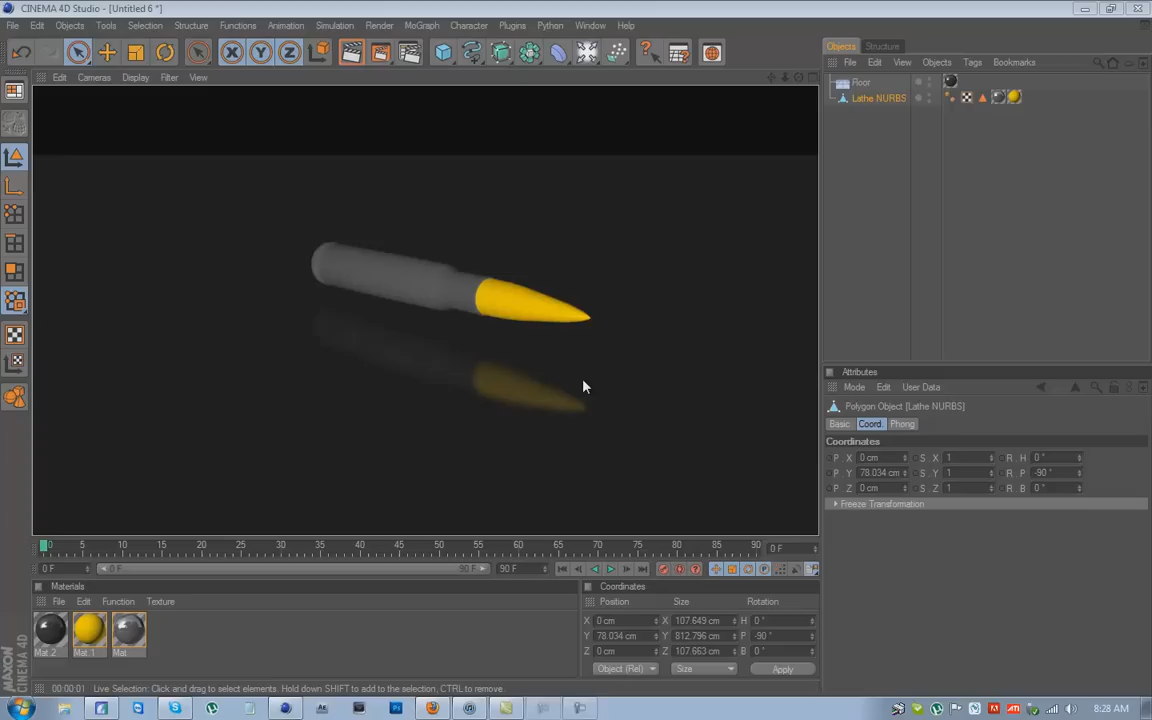 CINEMA 4D Studio - [Untitled 6 *]
File Edit Objects Tools Selection Structure Functions Animation Render MoGraph Character Plugins Python Window Help
X Y Z
Objects Structure
File Edit View Objects Tags Bookmarks
Edit Cameras Display Filter View
Floor
Lathe NURBS
Attributes
Mode Edit User Data
Polygon Object [Lathe NURBS]
Basic Coord. Phong
Coordinates
P . X 0 cm S . X 1 R . H 0 °
P . Y 78.034 cm S . Y 1 R . P -90 °
P . Z 0 cm S . Z 1 R . B 0 °
Freeze Transformation
0 5 10 15 20 25 30 35 40 45 50 55 60 65 70 75 80 85 90 0 F
0 F 0 F 90 F 90 F
Materials
File Edit Function Texture
Mat 2 Mat 1 Mat
Coordinates
Position Size Rotation
X 0 cm X 107.649 cm H 0 °
Y 78.034 cm Y 812.796 cm P -90 °
Z 0 cm Z 107.663 cm B 0 °
Object (Rel) Size Apply
MAXON CINEMA 4D
00:00:01 Live Selection: Click and drag to select elements. Hold down SHIFT to add to the selection, CTRL to remove.
Ae Ps
8:28 AM